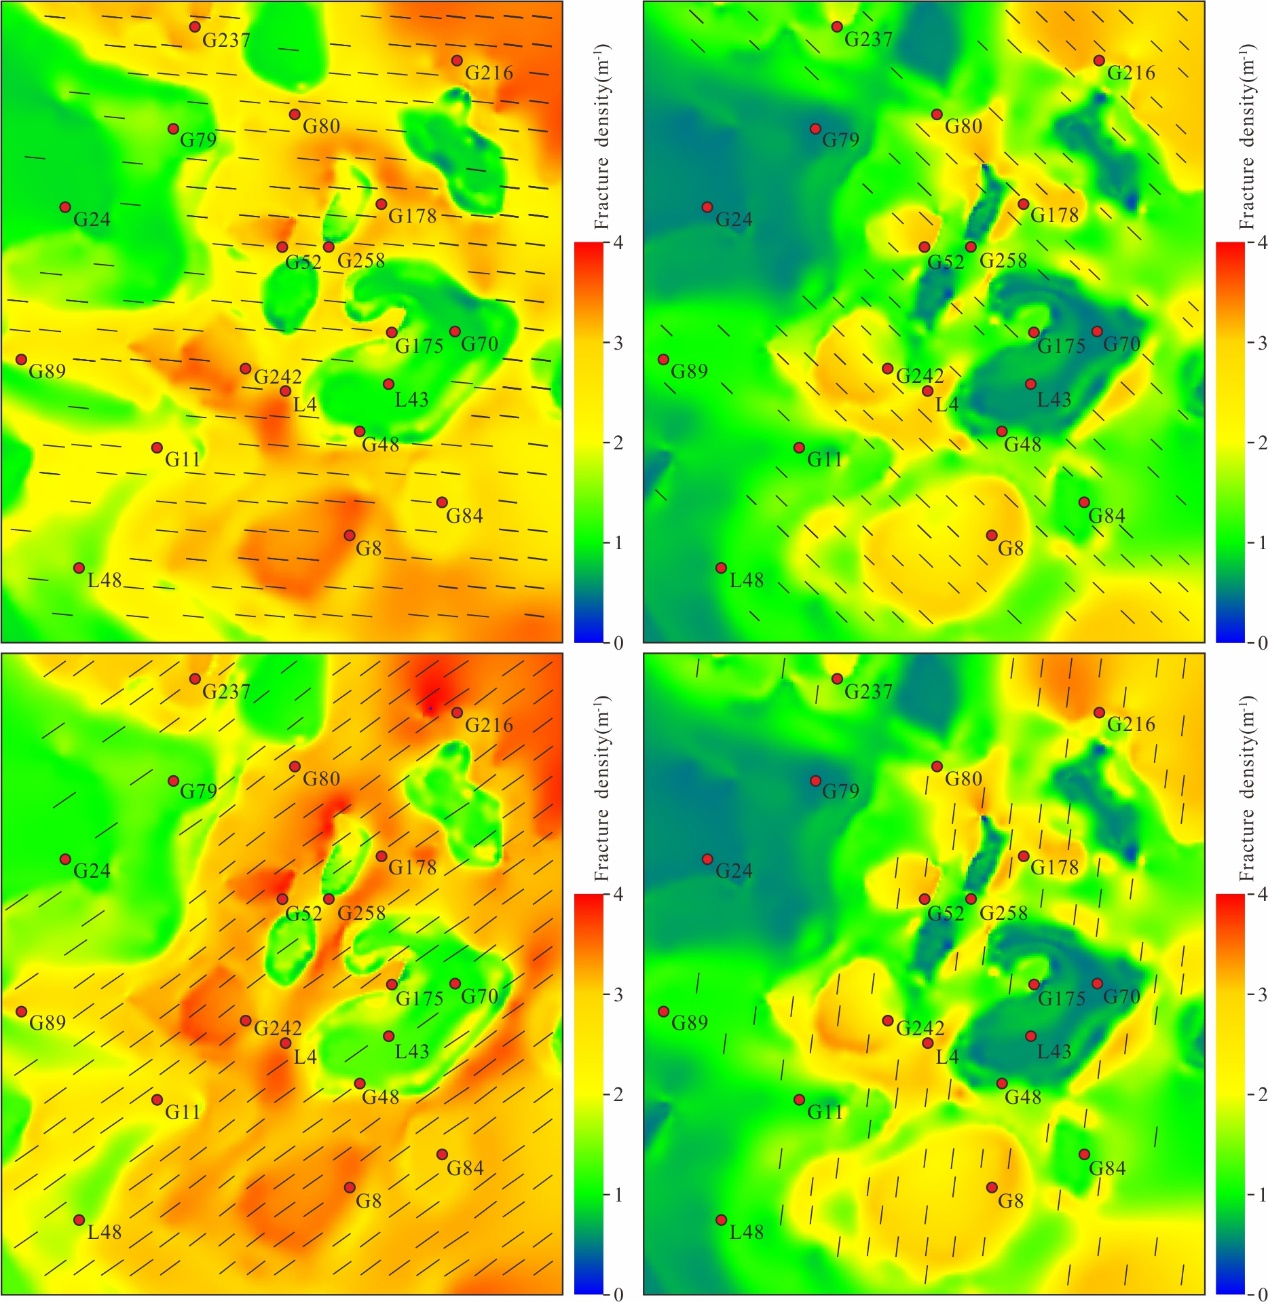 G237
G216
G80
G79
G178
G24
G52 G258
G175 G70
G89
G242
L4 L43
G48
G11
G84
G8
L48
Fracture density(m⁻¹)
4
3
2
1
0
G237
G216
G80
G79
G178
G24
G52 G258
G175 G70
G89
G242
L4 L43
G48
G11
G84
G8
L48
Fracture density(m⁻¹)
4
3
2
1
0
G237
G216
G80
G79
G178
G24
G52 G258
G175 G70
G89
G242
L4 L43
G48
G11
G84
G8
L48
Fracture density(m⁻¹)
4
3
2
1
0
G237
G216
G80
G79
G178
G24
G52 G258
G175 G70
G89
G242
L4 L43
G48
G11
G84
G8
L48
Fracture density(m⁻¹)
4
3
2
1
0